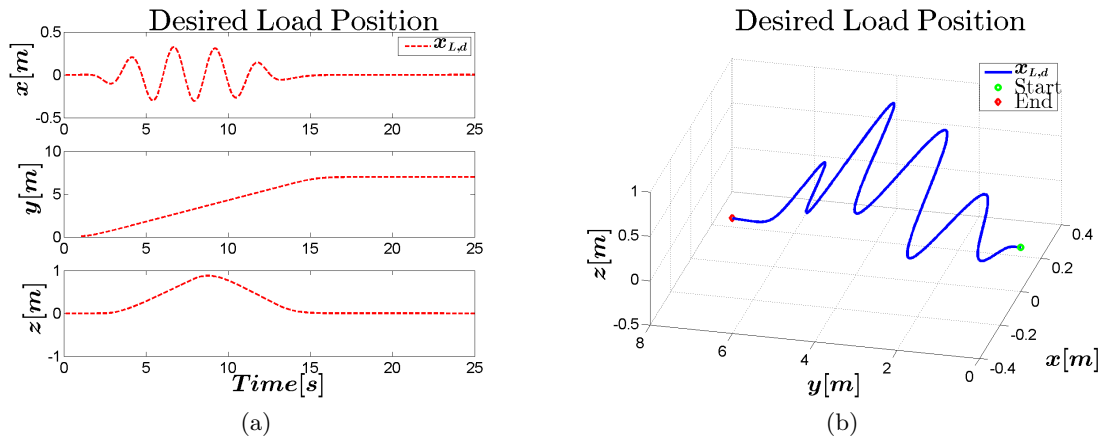 Desired Load Position
x[m]
0.5
0
-0.5
x_{L,d}
0 5 10 15 20 25
y[m]
10
5
0
0 5 10 15 20 25
z[m]
1
0
-1
0 5 10 15 20 25
Time[s]
(a)
Desired Load Position
x_{L,d}
Start
End
z[m]
1
0.5
0
-0.5
8 6 4 2 0
y[m]
0.4
0.2
0
-0.2
-0.4
x[m]
(b)